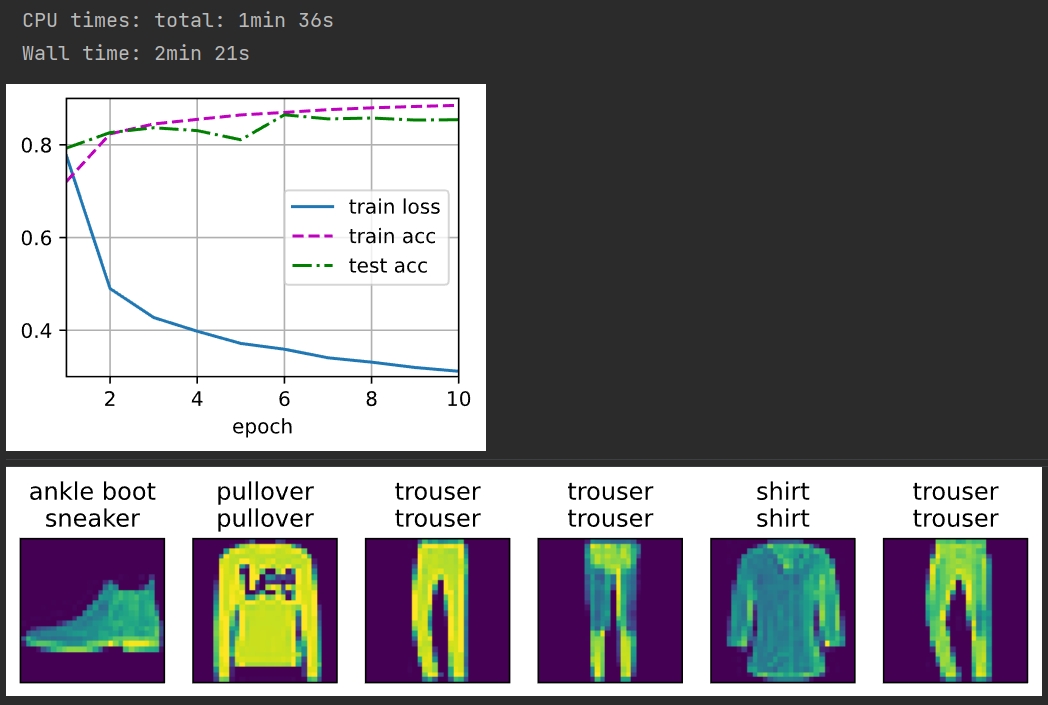 CPU times: total: 1min 36s
Wall time: 2min 21s
0.8
0.6
0.4
train loss
train acc
test acc
2 4 6 8 10
epoch
ankle boot pullover trouser trouser shirt trouser
sneaker pullover trouser trouser shirt trouser